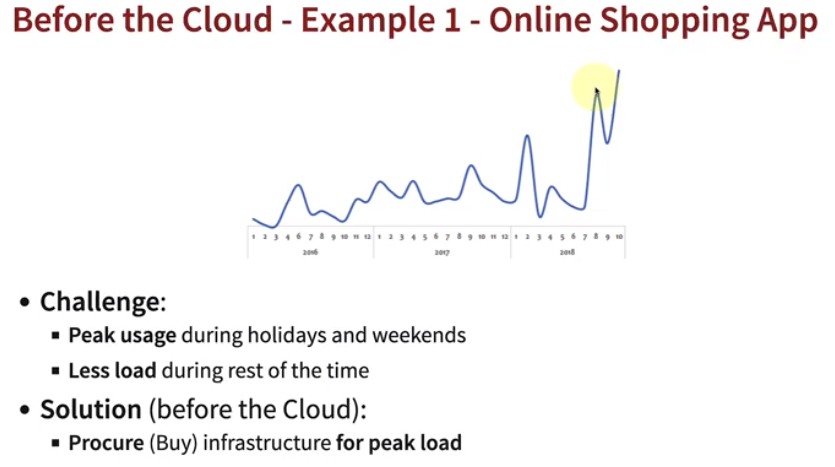 Before the Cloud - Example 1 - Online Shopping App
1 2 3 4 6 7 8 9 10 11 12 1 2 3 4 5 6 7 8 9 10 11 12 1 2 3 4 5 6 7 8 9 10
2016 2017 2018
• Challenge:
▪ Peak usage during holidays and weekends
▪ Less load during rest of the time
• Solution (before the Cloud):
▪ Procure (Buy) infrastructure for peak load